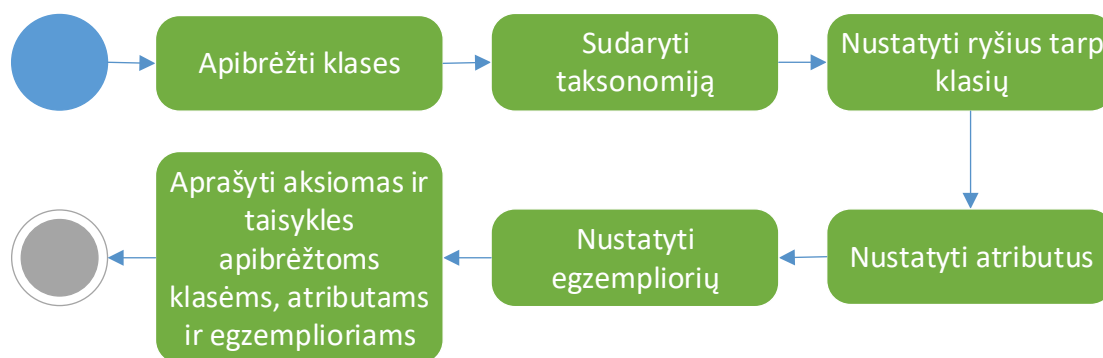 Apibrėžti klases
Sudaryti
taksonomiją
Nustatyti ryšius tarp
klasių
Nustatyti atributus
Nustatyti
egzempliorių
Aprašyti aksiomas ir
taisykles
apibrėžtoms
klasėms, atributams
ir egzemplioriams